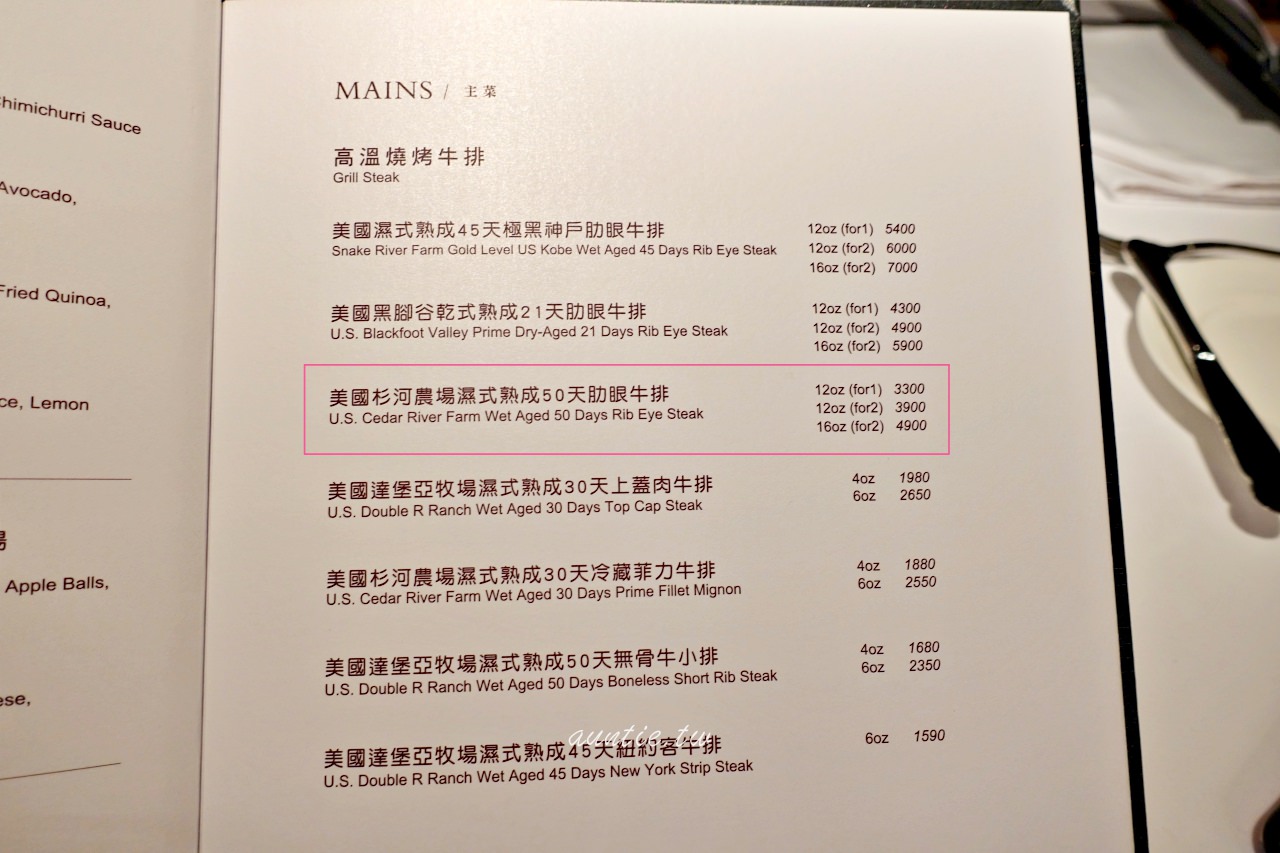 Chimichurri Sauce
Avocado,
Fried Quinoa,
Lemon
Apple Balls,
MAINS / 主菜
高溫燒烤牛排
Grill Steak
美國濕式熟成45天極黑神戶肋眼牛排 12oz (for1) 5400
Snake River Farm Gold Level US Kobe Wet Aged 45 Days Rib Eye Steak 12oz (for2) 6000
16oz (for2) 7000
美國黑腳谷乾式熟成21天肋眼牛排 12oz (for1) 4300
U.S. Blackfoot Valley Prime Dry-Aged 21 Days Rib Eye Steak 12oz (for2) 4900
16oz (for2) 5900
美國杉河農場濕式熟成50天肋眼牛排 12oz (for1) 3300
U.S. Cedar River Farm Wet Aged 50 Days Rib Eye Steak 12oz (for2) 3900
16oz (for2) 4900
美國達堡亞牧場濕式熟成30天上蓋肉牛排 4oz 1980
U.S. Double R Ranch Wet Aged 30 Days Top Cap Steak 6oz 2650
美國杉河農場濕式熟成30天冷藏菲力牛排 4oz 1880
U.S. Cedar River Farm Wet Aged 30 Days Prime Fillet Mignon 6oz 2550
美國達堡亞牧場濕式熟成50天無骨牛小排 4oz 1680
U.S. Double R Ranch Wet Aged 50 Days Boneless Short Rib Steak 6oz 2350
美國達堡亞牧場濕式熟成45天紐約客牛排 6oz 1590
U.S. Double R Ranch Wet Aged 45 Days New York Strip Steak
auntie.tw